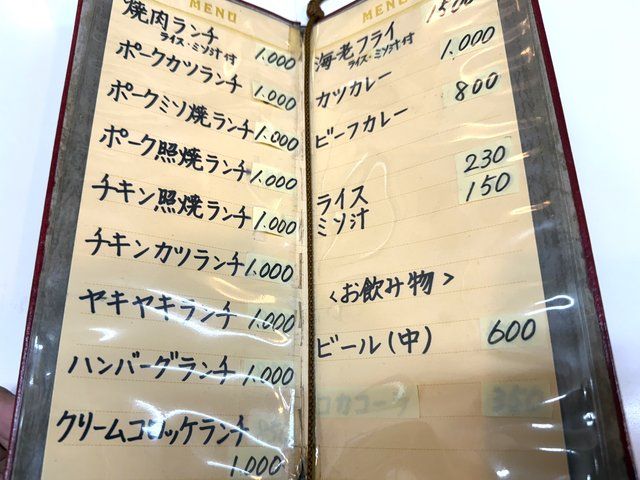 MENU
焼肉ランチ
ライス・ミソ汁付 1.000
ポークカツランチ 1.000
ポークミソ焼ランチ 1.000
ポーク照焼ランチ 1.000
チキン照焼ランチ 1.000
チキンカツランチ 1.000
ヤキヤキランチ 1.000
ハンバーグランチ 1.000
クリームコロッケランチ
1.000
MENU
海老フライ 1500
ライス・ミソ汁付
カツカレー 1.000
ビーフカレー 800
ライス 230
ミソ汁 150
<お飲み物>
ビール(中) 600
コカコーラ 350